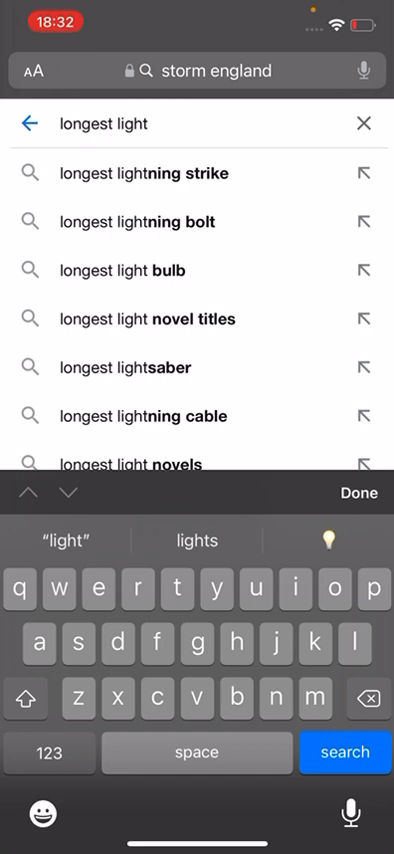 18:32
AA storm england
longest light
longest lightning strike
longest lightning bolt
longest light bulb
longest light novel titles
longest lightsaber
longest lightning cable
longest light novels
Done
“light” lights
q w e r t y u i o p
a s d f g h j k l
z x c v b n m
123 space search